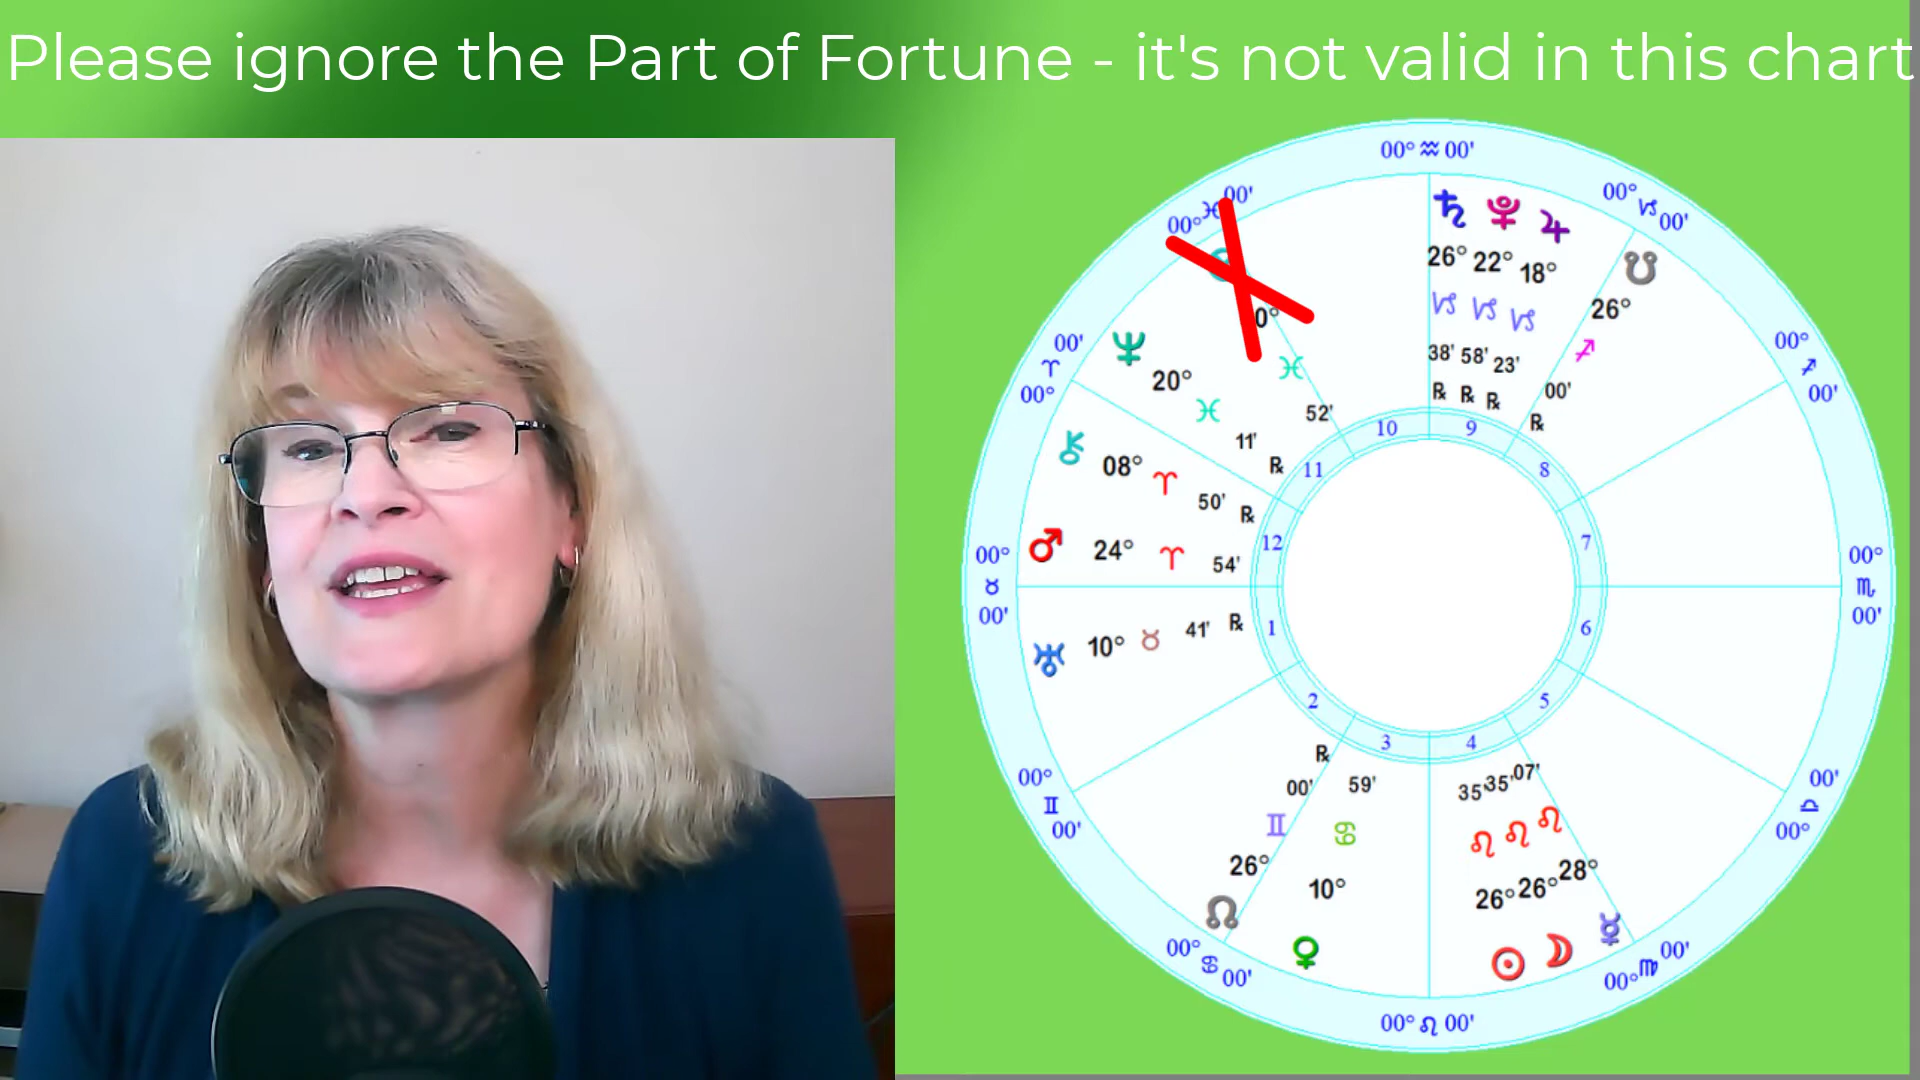 Please ignore the Part of Fortune - it's not valid in this chart
00° ♒ 00'
00° ♑ 00'
00° ♐ 00'
00° ♏ 00'
00° ♎ 00'
00° ♍ 00'
00° ♌ 00'
00° ♋ 00'
00° ♊ 00'
00° ♉ 00'
00° ♈ 00'
00° ♓ 00'
♄ 26° ♑ 38' ℞
♇ 22° ♑ 58' ℞
♃ 18° ♑ 23' ℞
☋ 26° ♐ 00' ℞
0° ♓ 52'
♆ 20° ♓ 11' ℞
⚷ 08° ♈ 50' ℞
♂ 24° ♈ 54'
♅ 10° ♉ 41' ℞
☊ 26° ♊ 00' ℞
♀ 10° ♋ 59'
☉ 26° ♌ 35'
☽ 26° ♌ 35'
☿ 28° ♌ 07'
1
2
3
4
5
6
7
8
9
10
11
12